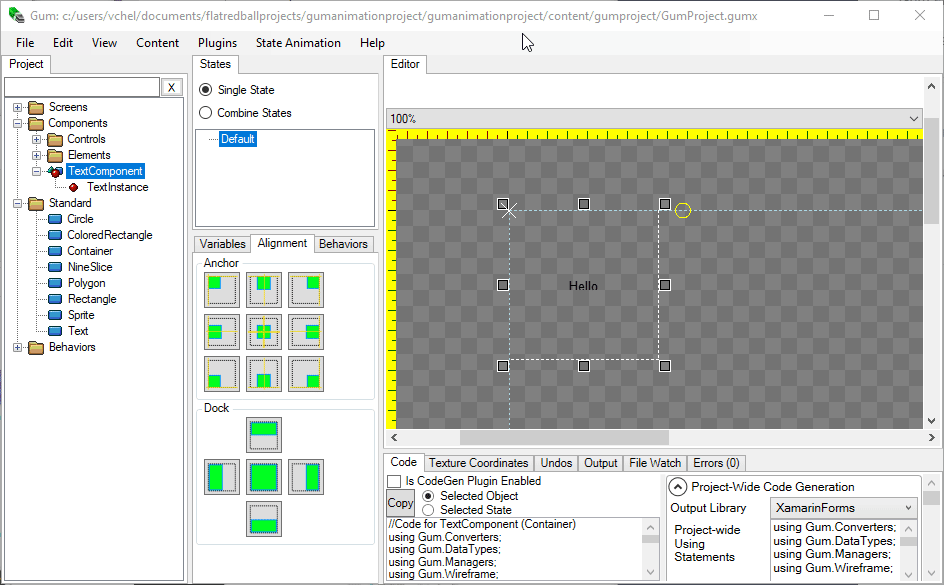 Gum: c:/users/vchel/documents/flatredballprojects/gumanimationproject/gumanimationproject/content/gumproject/GumProject.gumx
File Edit View Content Plugins State Animation Help
Project
X
Screens
Components
Controls
Elements
TextComponent
TextInstance
Standard
Circle
ColoredRectangle
Container
NineSlice
Polygon
Rectangle
Sprite
Text
Behaviors
States
Single State
Combine States
Default
Variables Alignment Behaviors
Anchor
Dock
Editor
100%
Hello
Code Texture Coordinates Undos Output File Watch Errors (0)
Is CodeGen Plugin Enabled
Copy
Selected Object
Selected State
//Code for TextComponent (Container)
using Gum.Converters;
using Gum.DataTypes;
using Gum.Managers;
using Gum.Wireframe;
Project-Wide Code Generation
Output Library XamarinForms
Project-wide
Using
Statements
using Gum.Converters;
using Gum.DataTypes;
using Gum.Managers;
using Gum.Wireframe;